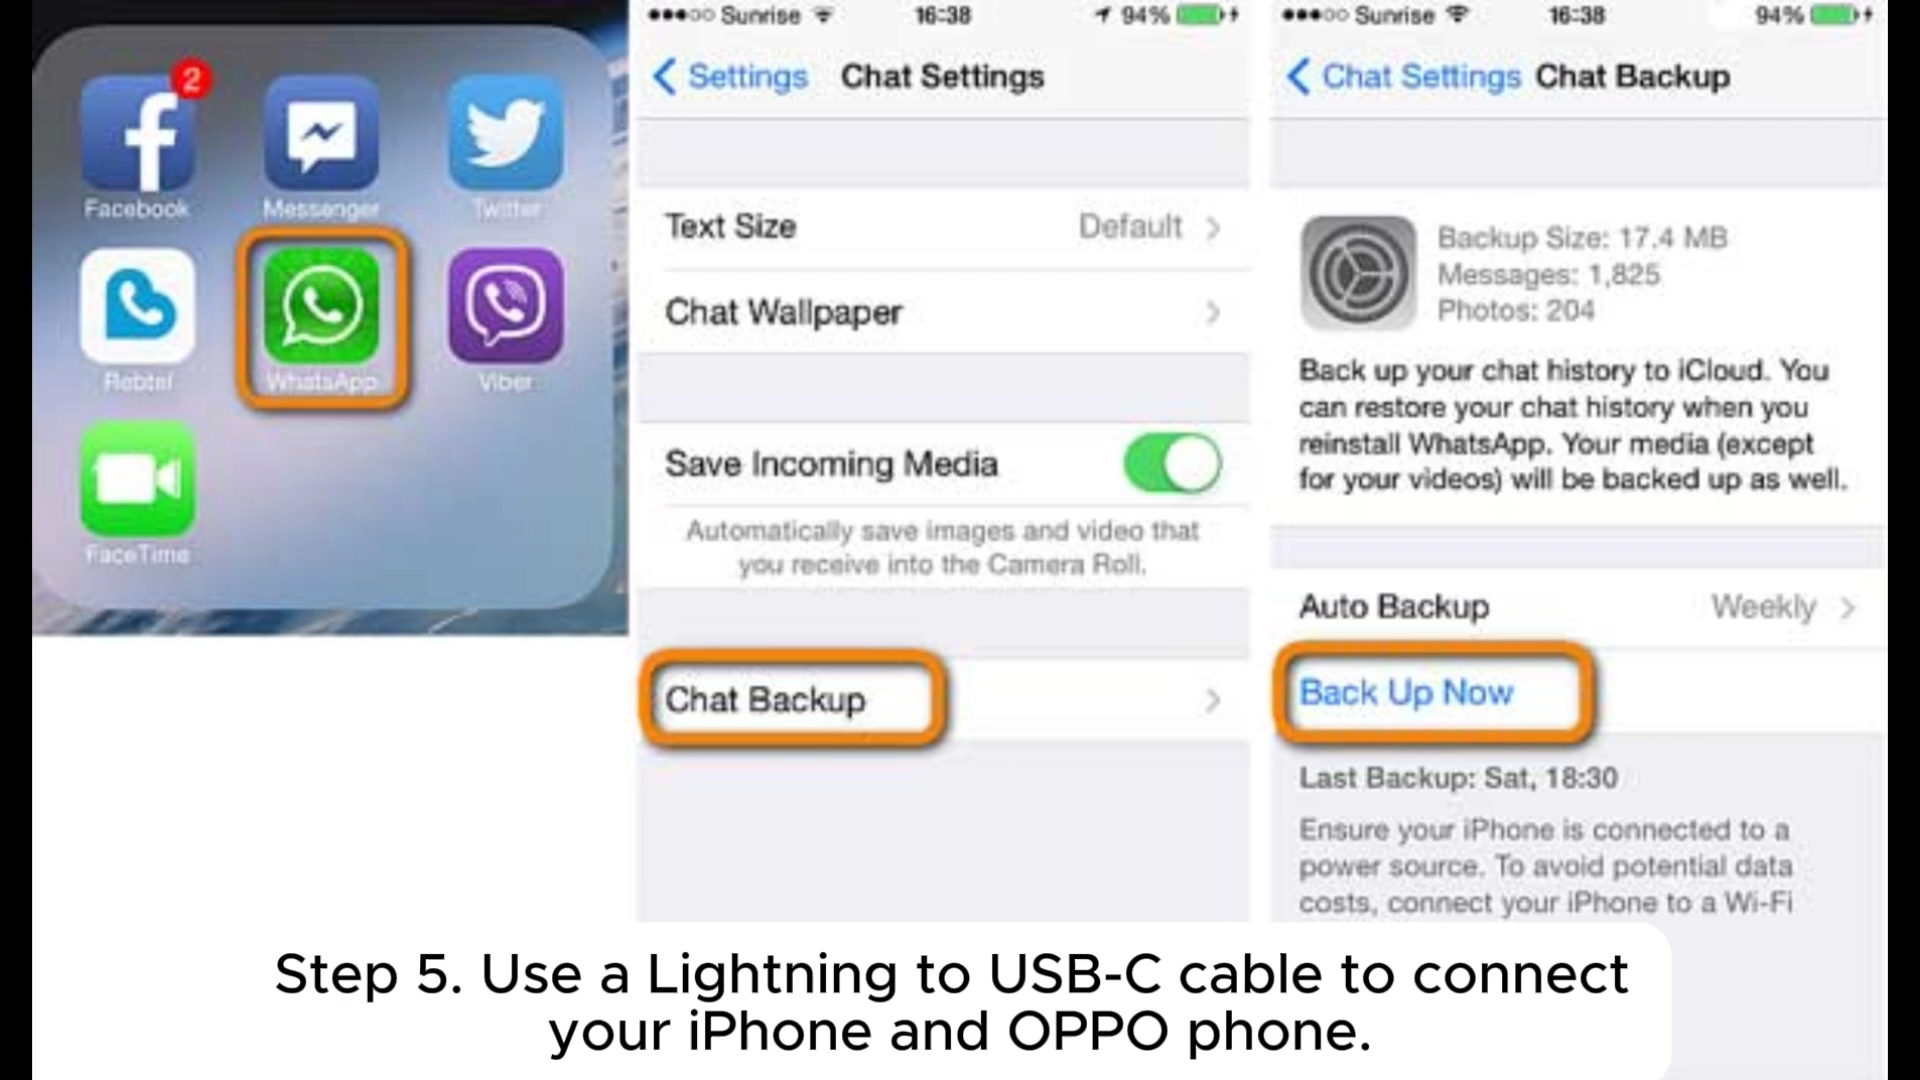 2
Facebook
Messenger
Twitter
Rebtel
WhatsApp
Viber
FaceTime
Sunrise 16:38 94%
Settings Chat Settings
Text Size Default
Chat Wallpaper
Save Incoming Media
Automatically save images and video that
you receive into the Camera Roll.
Chat Backup
Sunrise 16:38 94%
Chat Settings Chat Backup
Backup Size: 17.4 MB
Messages: 1,825
Photos: 204
Back up your chat history to iCloud. You
can restore your chat history when you
reinstall WhatsApp. Your media (except
for your videos) will be backed up as well.
Auto Backup Weekly
Back Up Now
Last Backup: Sat, 18:30
Ensure your iPhone is connected to a
power source. To avoid potential data
costs, connect your iPhone to a Wi-Fi
Step 5. Use a Lightning to USB-C cable to connect
your iPhone and OPPO phone.